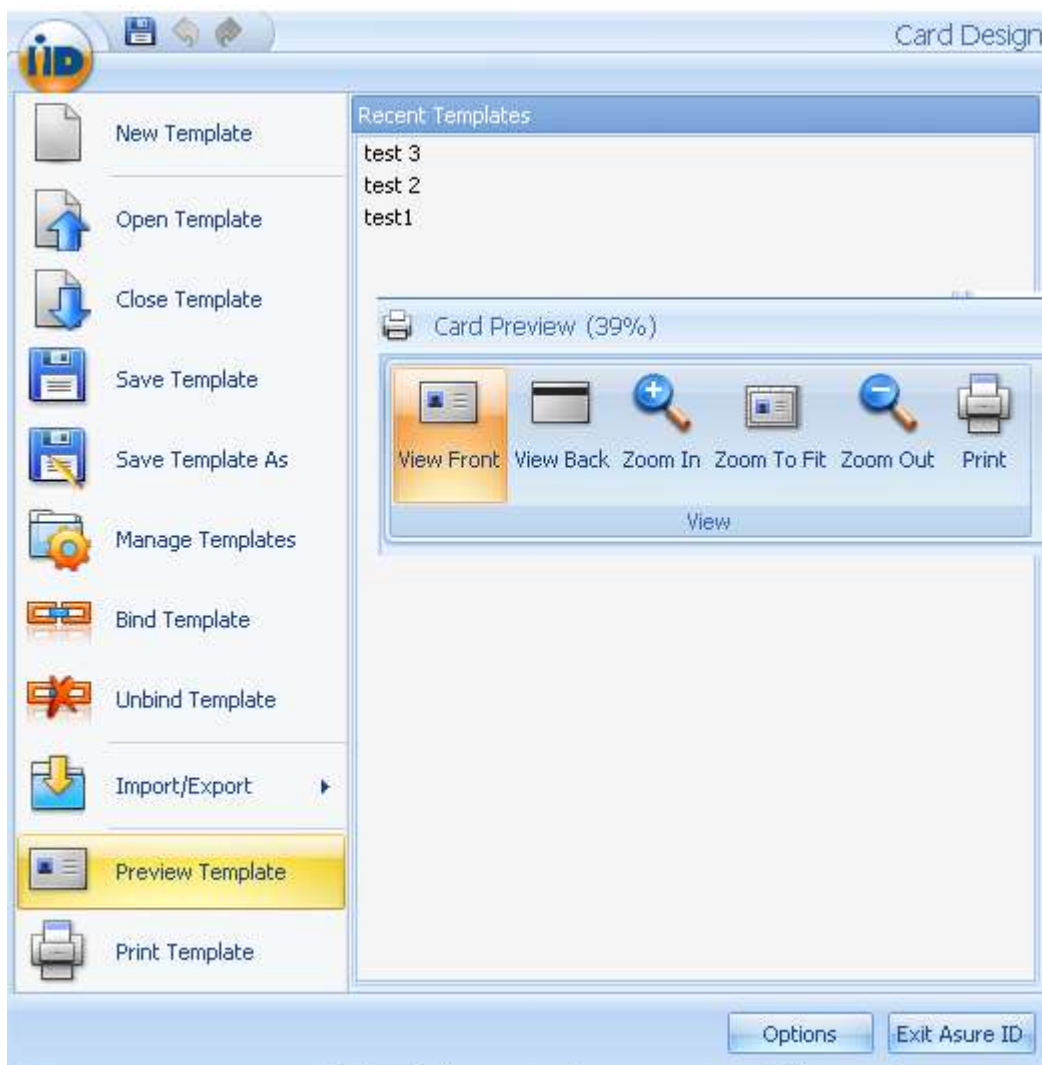 iID
Card Design
New Template
Open Template
Close Template
Save Template
Save Template As
Manage Templates
Bind Template
Unbind Template
Import/Export
Preview Template
Print Template
Recent Templates
test 3
test 2
test1
Card Preview (39%)
View Front View Back Zoom In Zoom To Fit Zoom Out Print
View
Options Exit Asure ID